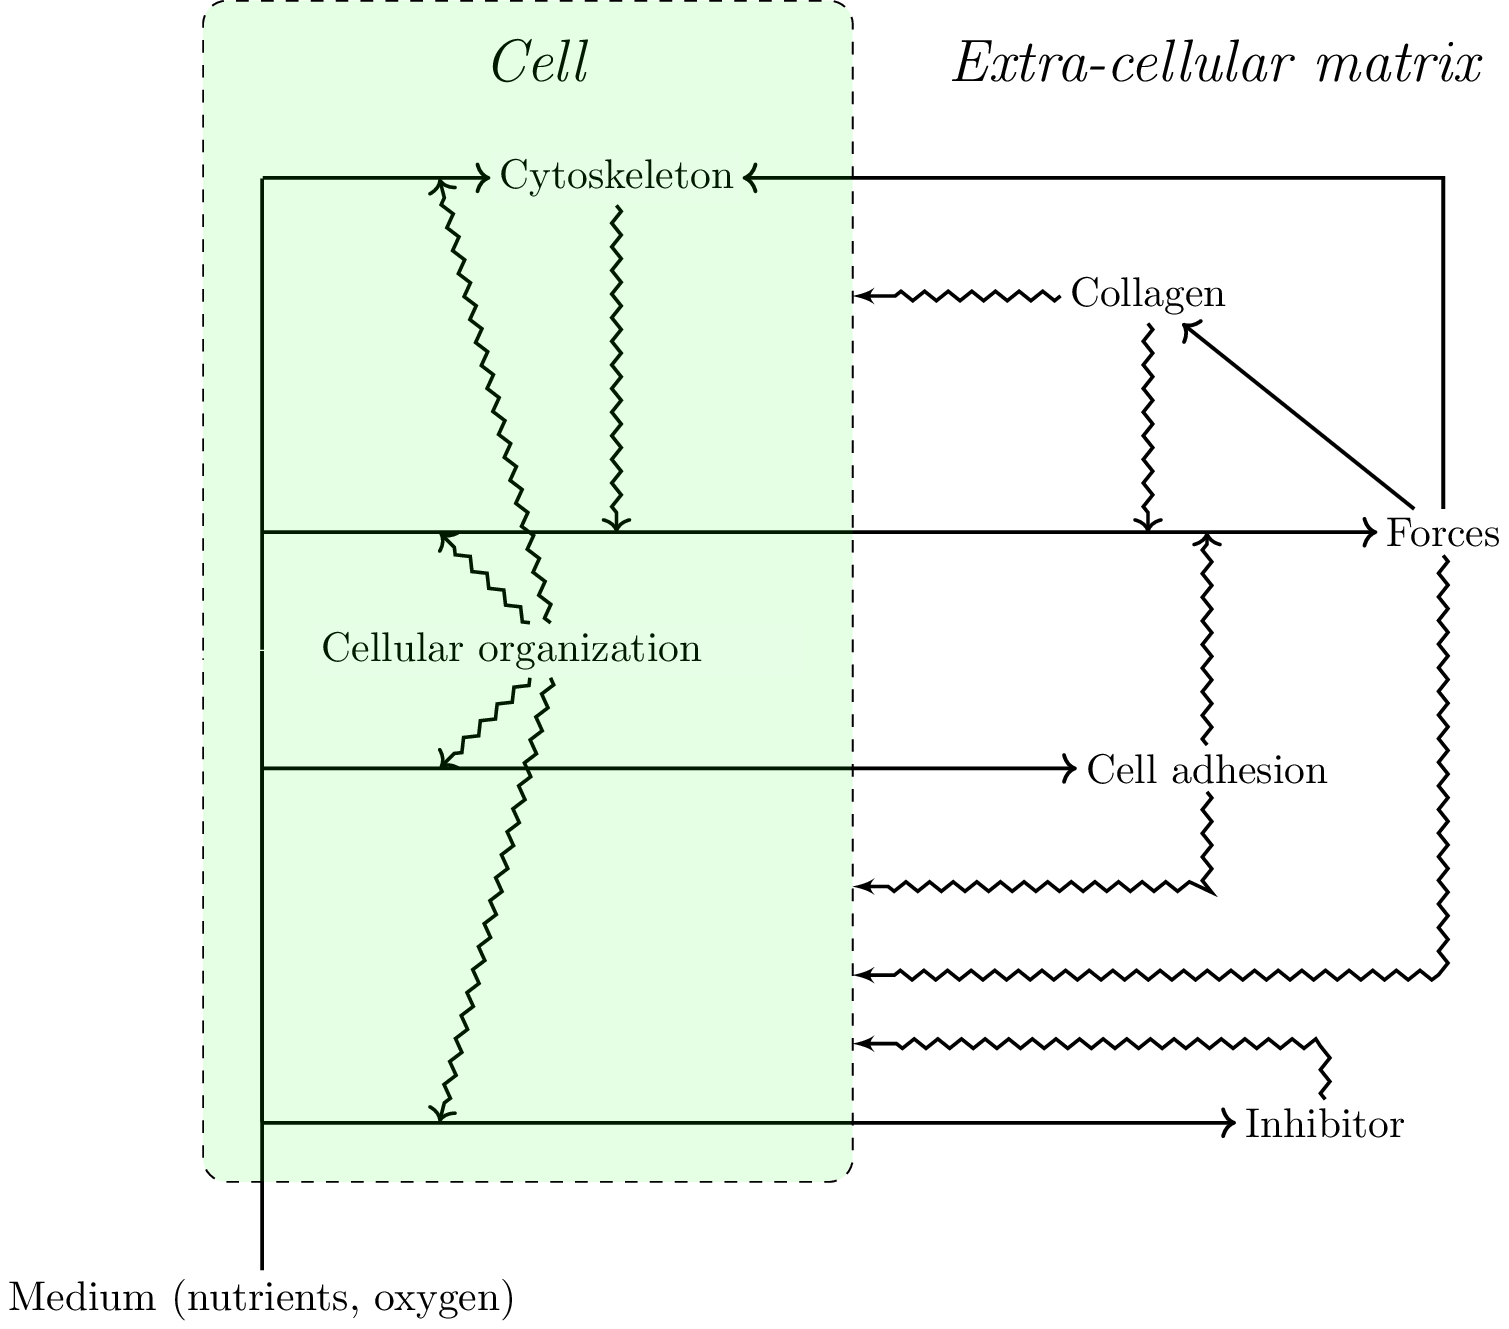 Cell
Extra-cellular matrix
Cytoskeleton
Collagen
Forces
Cellular organization
Cell adhesion
Inhibitor
Medium (nutrients, oxygen)